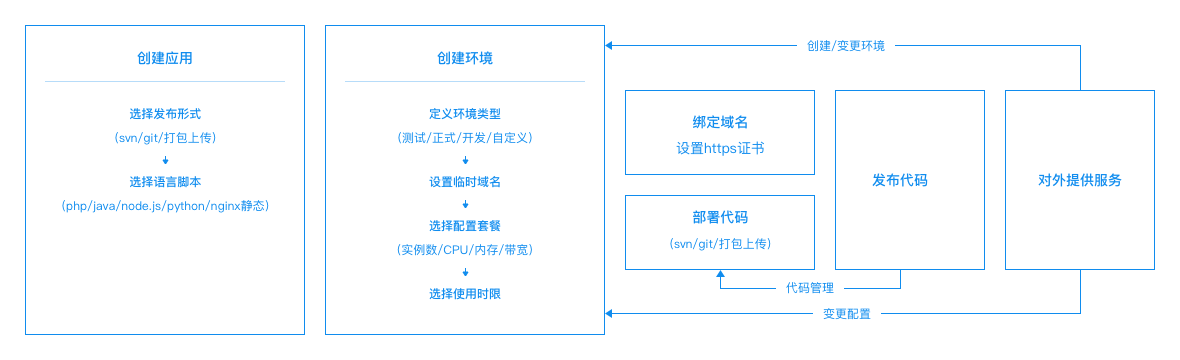 创建应用
选择发布形式
（svn/git/打包上传）
选择语言脚本
（php/java/node.js/python/nginx静态）
创建环境
定义环境类型
（测试/正式/开发/自定义）
设置临时域名
选择配置套餐
（实例数/CPU/内存/带宽）
选择使用时限
创建/变更环境
绑定域名
设置https证书
部署代码
（svn/git/打包上传）
发布代码
对外提供服务
代码管理
变更配置